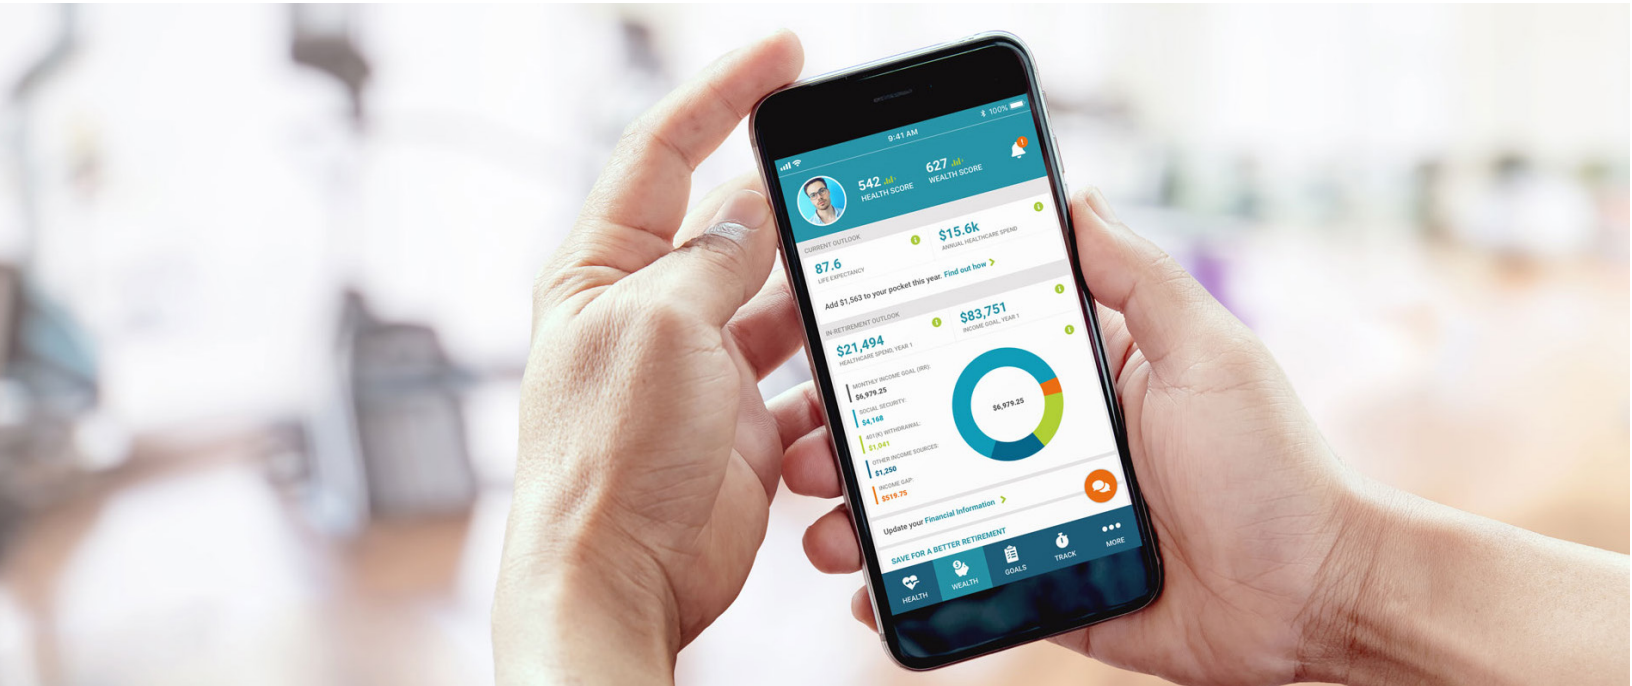 9:41 AM
100%
542
HEALTH SCORE
627
WEALTH SCORE
CURRENT OUTLOOK
87.6
LIFE EXPECTANCY
$15.6k
ANNUAL HEALTHCARE SPEND
Add $1,563 to your pocket this year. Find out how
IN-RETIREMENT OUTLOOK
$21,494
HEALTHCARE SPEND, YEAR 1
$83,751
INCOME GOAL, YEAR 1
MONTHLY INCOME GOAL (IRR):
$6,979.25
SOCIAL SECURITY:
$4,168
401(K) WITHDRAWAL:
$1,041
OTHER INCOME SOURCES:
$1,250
INCOME GAP:
$519.75
$6,979.25
Update your Financial Information
SAVE FOR A BETTER RETIREMENT
HEALTH
WEALTH
GOALS
TRACK
MORE